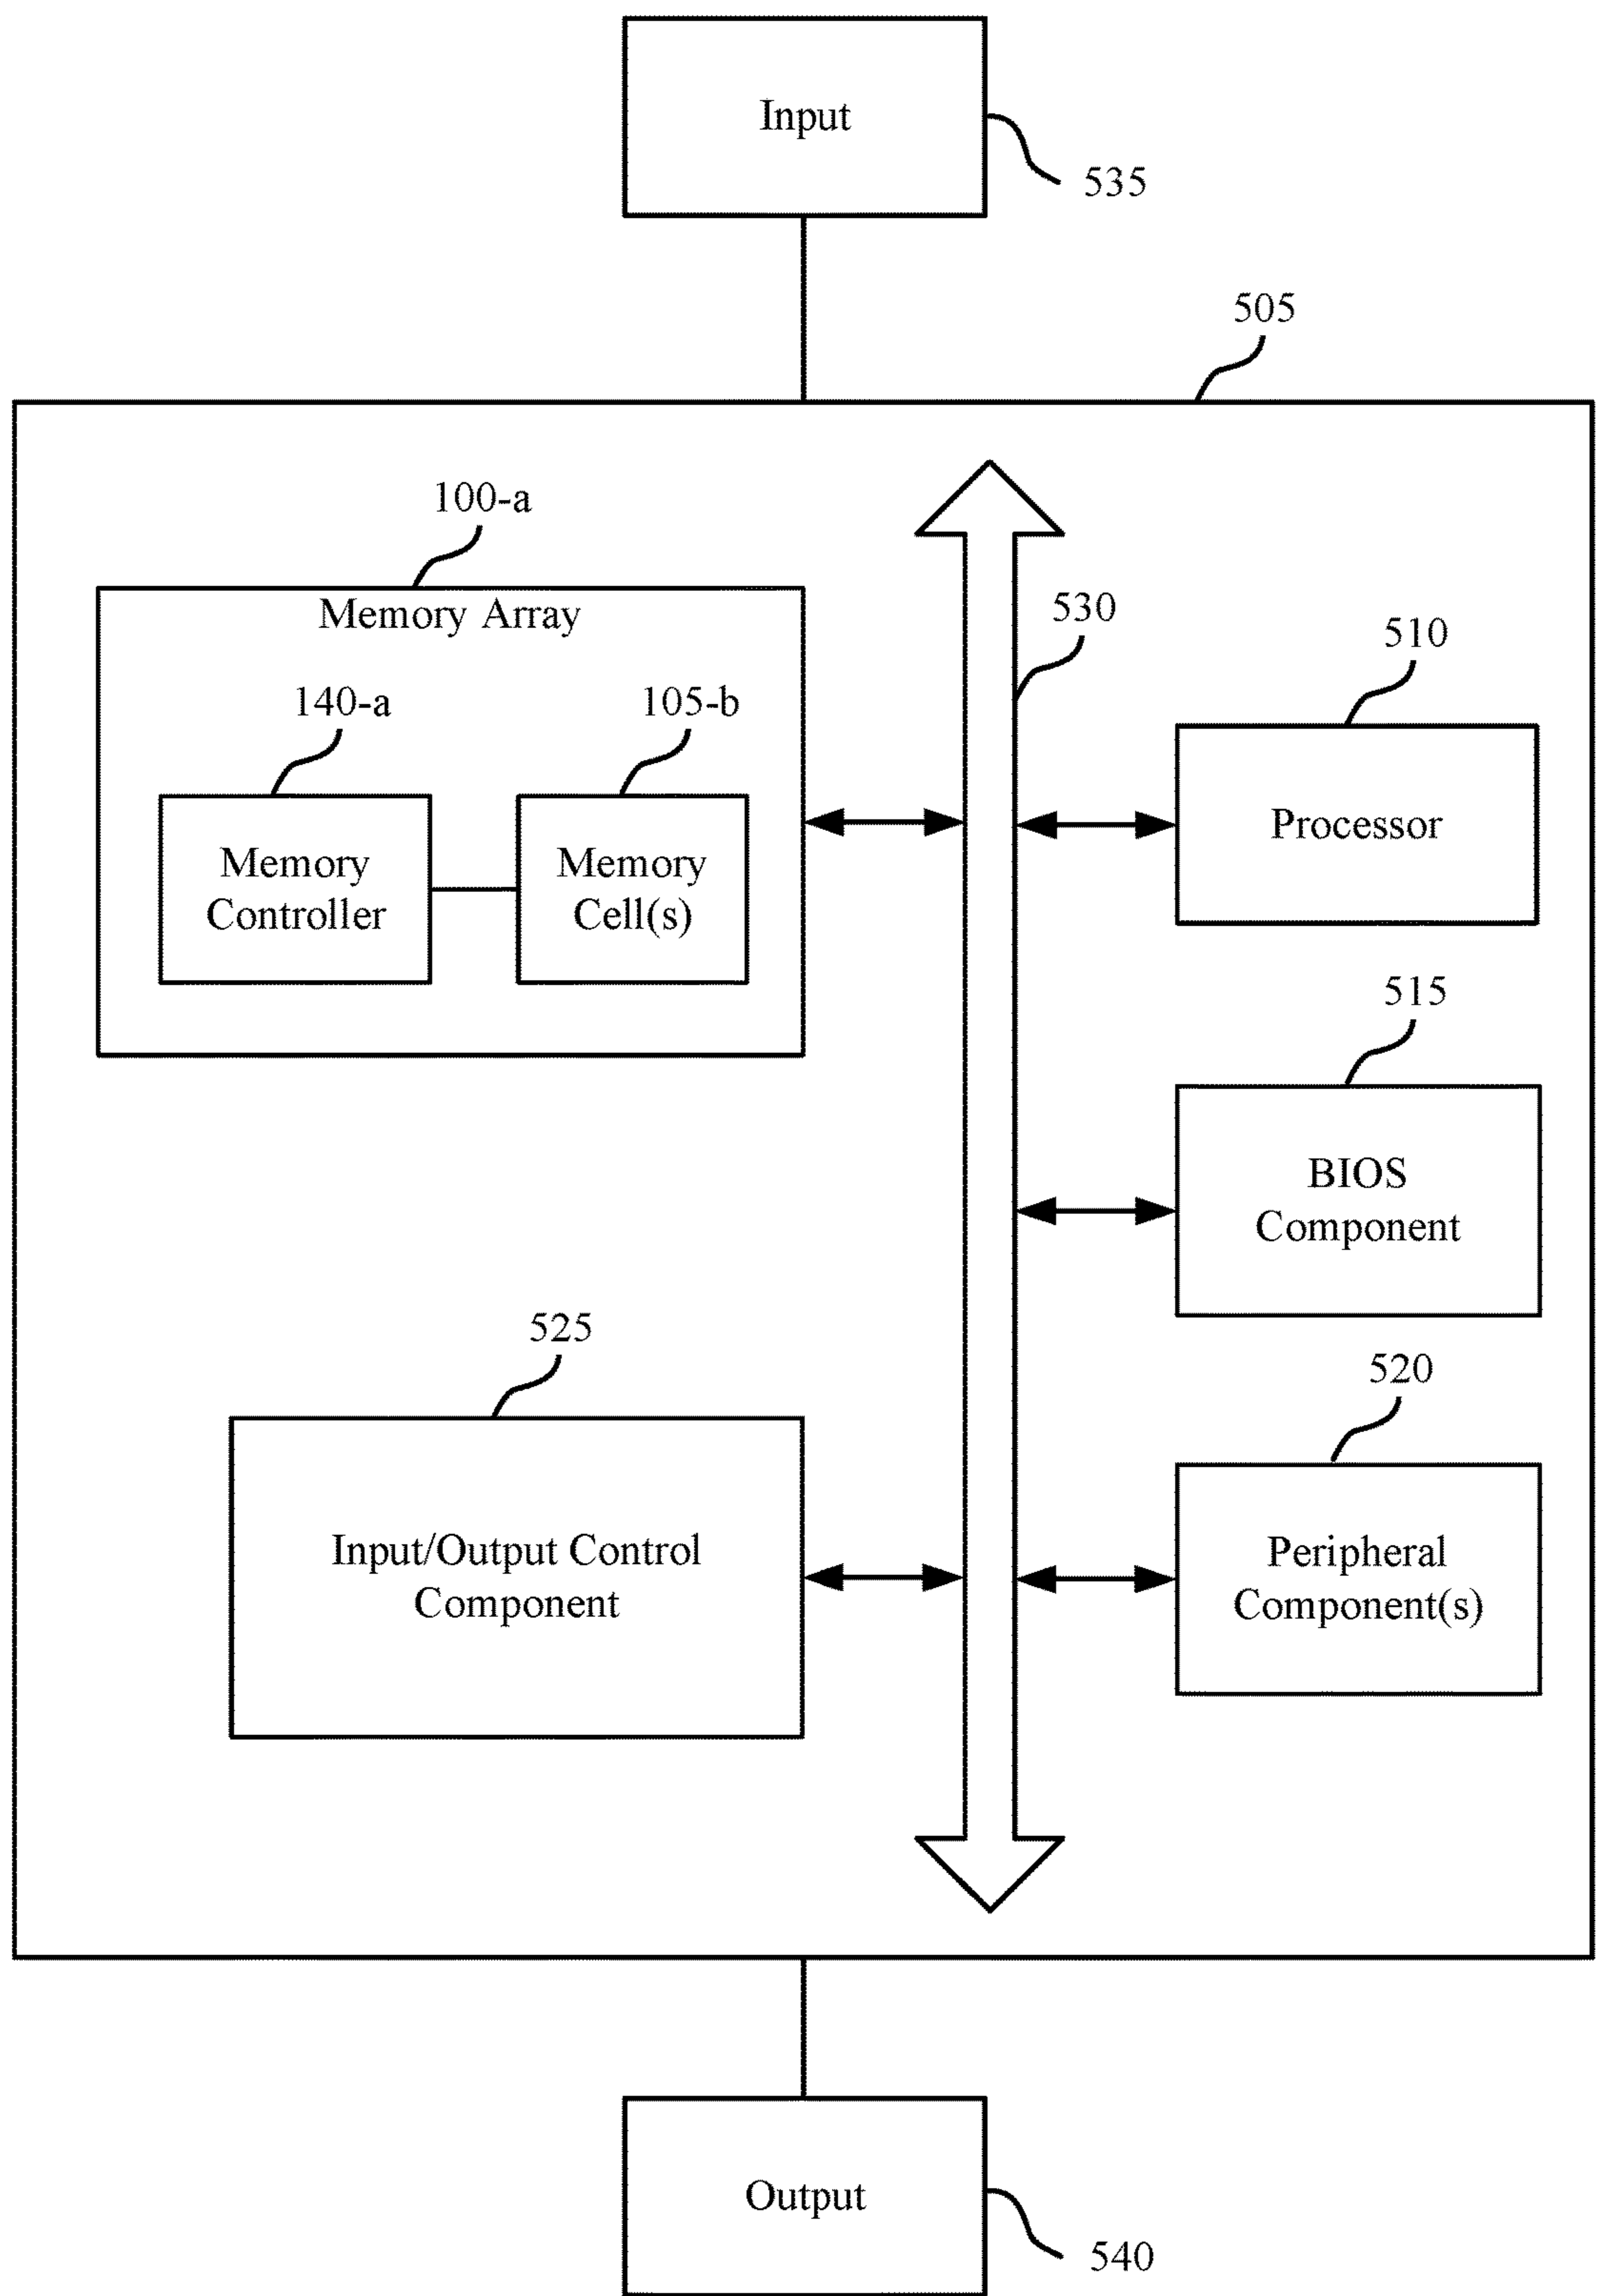 Input
535
505
100-a
Memory Array
530
510
140-a
105-b
Memory
Controller
Memory
Cell(s)
Processor
515
BIOS
Component
525
520
Input/Output Control
Component
Peripheral
Component(s)
Output
540